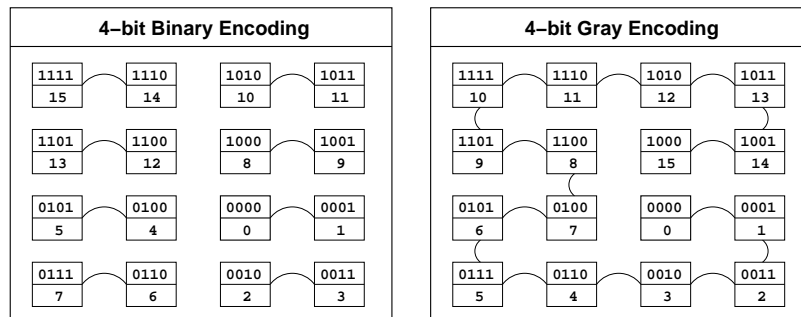 4–bit Binary Encoding
1111 1110 1010 1011
15 14 10 11
1101 1100 1000 1001
13 12 8 9
0101 0100 0000 0001
5 4 0 1
0111 0110 0010 0011
7 6 2 3
4–bit Gray Encoding
1111 1110 1010 1011
10 11 12 13
1101 1100 1000 1001
9 8 15 14
0101 0100 0000 0001
6 7 0 1
0111 0110 0010 0011
5 4 3 2